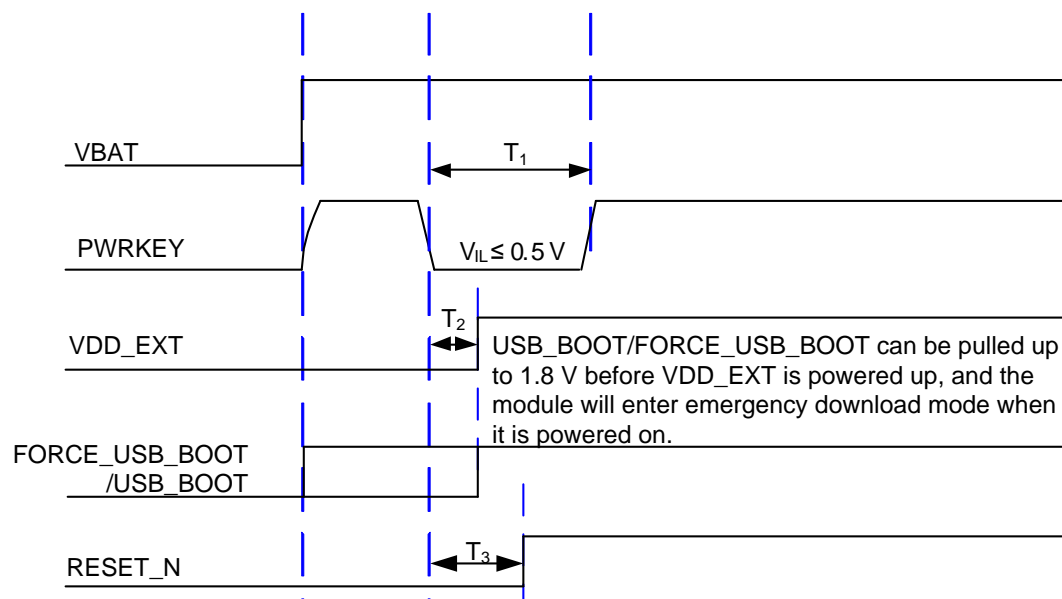 VBAT
T₁
PWRKEY
V_IL ≤ 0.5 V
T₂
VDD_EXT
USB_BOOT/FORCE_USB_BOOT can be pulled up
to 1.8 V before VDD_EXT is powered up, and the
module will enter emergency download mode when
it is powered on.
FORCE_USB_BOOT
/USB_BOOT
T₃
RESET_N